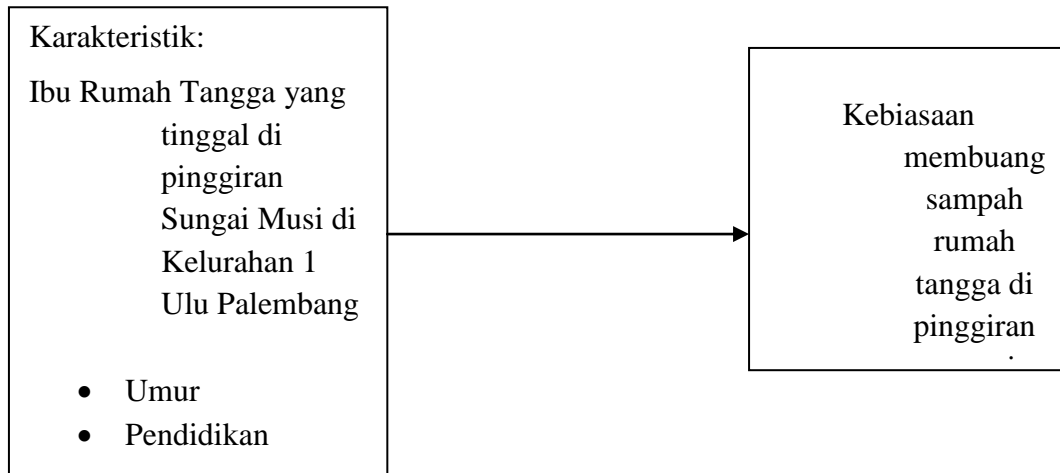 Karakteristik:
Ibu Rumah Tangga yang
tinggal di
pinggiran
Sungai Musi di
Kelurahan 1
Ulu Palembang
• Umur
• Pendidikan
Kebiasaan
membuang
sampah
rumah
tangga di
pinggiran